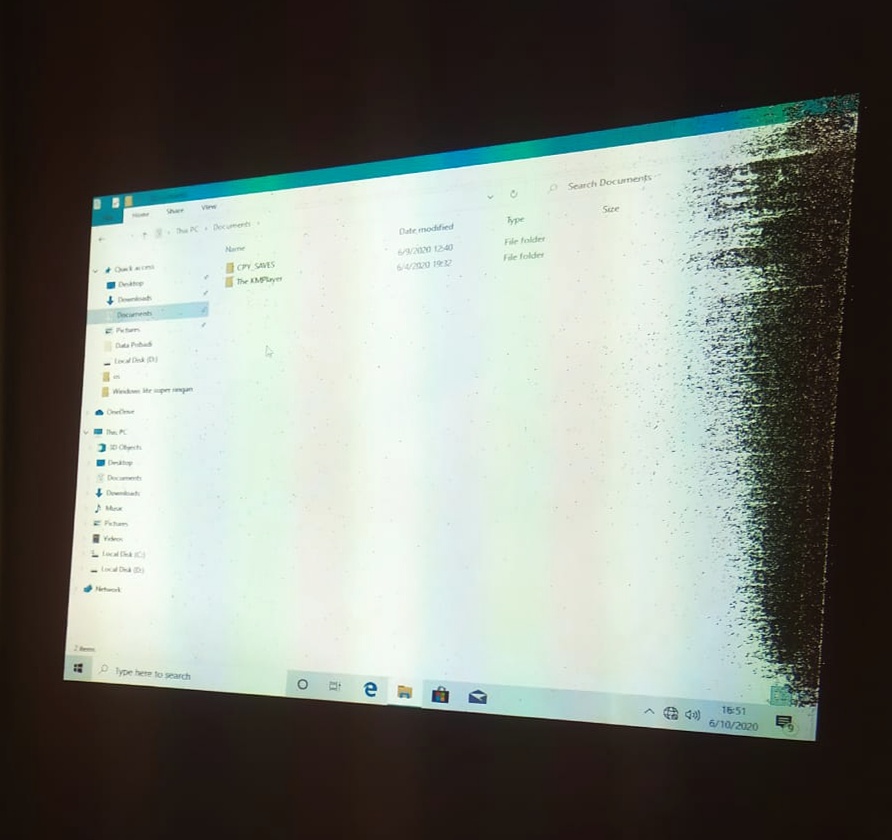 Home Share View
This PC Documents
Search Documents
Name Date modified Type Size
CPY_SAVES 6/9/2020 12:40 File folder
The KMPlayer 6/4/2020 19:32 File folder
Quick access
Desktop
Downloads
Documents
Pictures
Data Pribadi
Local Disk (D:)
os
Windows lite super ringan
OneDrive
This PC
3D Objects
Desktop
Documents
Downloads
Music
Pictures
Videos
Local Disk (C:)
Local Disk (D:)
Network
2 items
Type here to search
16:51
6/10/2020
9